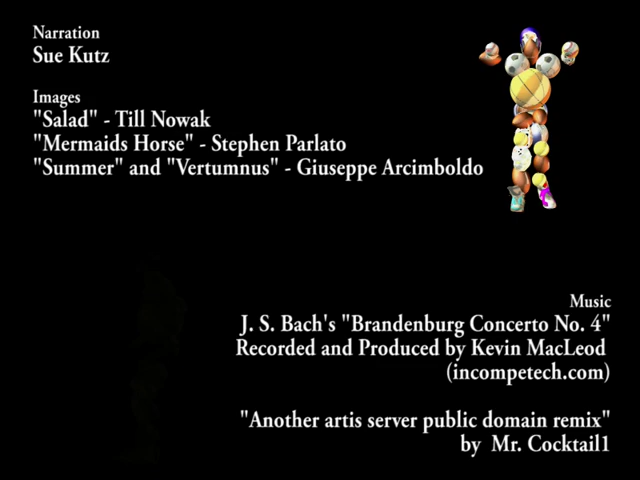 Narration
Sue Kutz
Images
"Salad" - Till Nowak
"Mermaids Horse" - Stephen Parlato
"Summer" and "Vertumnus" - Giuseppe Arcimboldo
Music
J. S. Bach's "Brandenburg Concerto No. 4"
Recorded and Produced by Kevin MacLeod
(incompetech.com)
"Another artis server public domain remix"
by Mr. Cocktail1